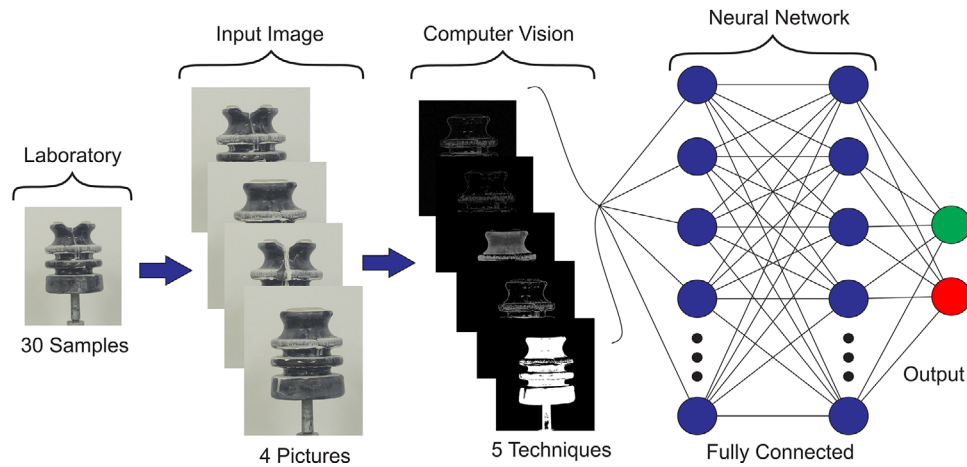 Laboratory
30 Samples
Input Image
4 Pictures
Computer Vision
5 Techniques
Neural Network
Fully Connected
Output